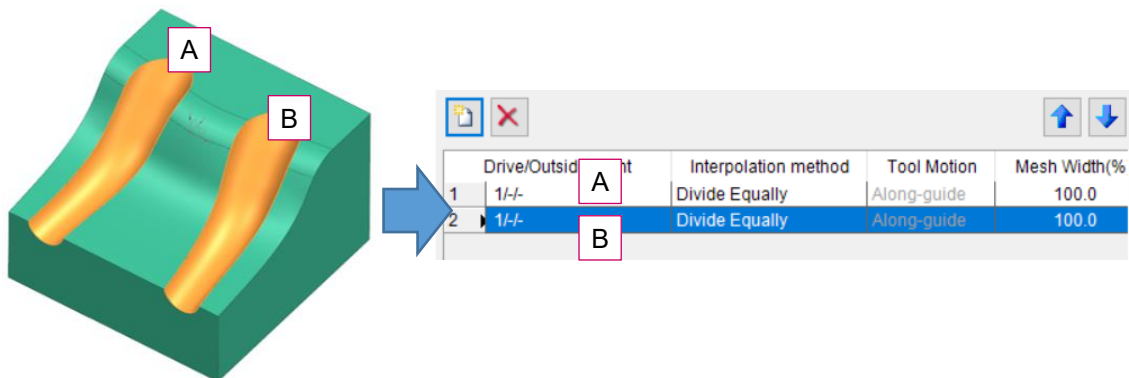 A
B
Drive/Outsid nt Interpolation method Tool Motion Mesh Width(%
A
1 1/-/- Divide Equally Along-guide 100.0
2 1/-/- Divide Equally Along-guide 100.0
B